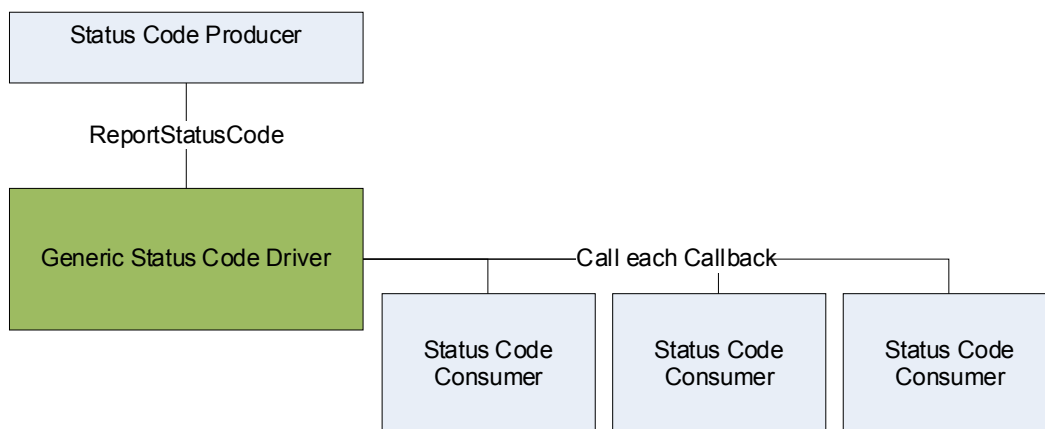 Status Code Producer
ReportStatusCode
Generic Status Code Driver
Call each Callback
Status Code
Consumer
Status Code
Consumer
Status Code
Consumer